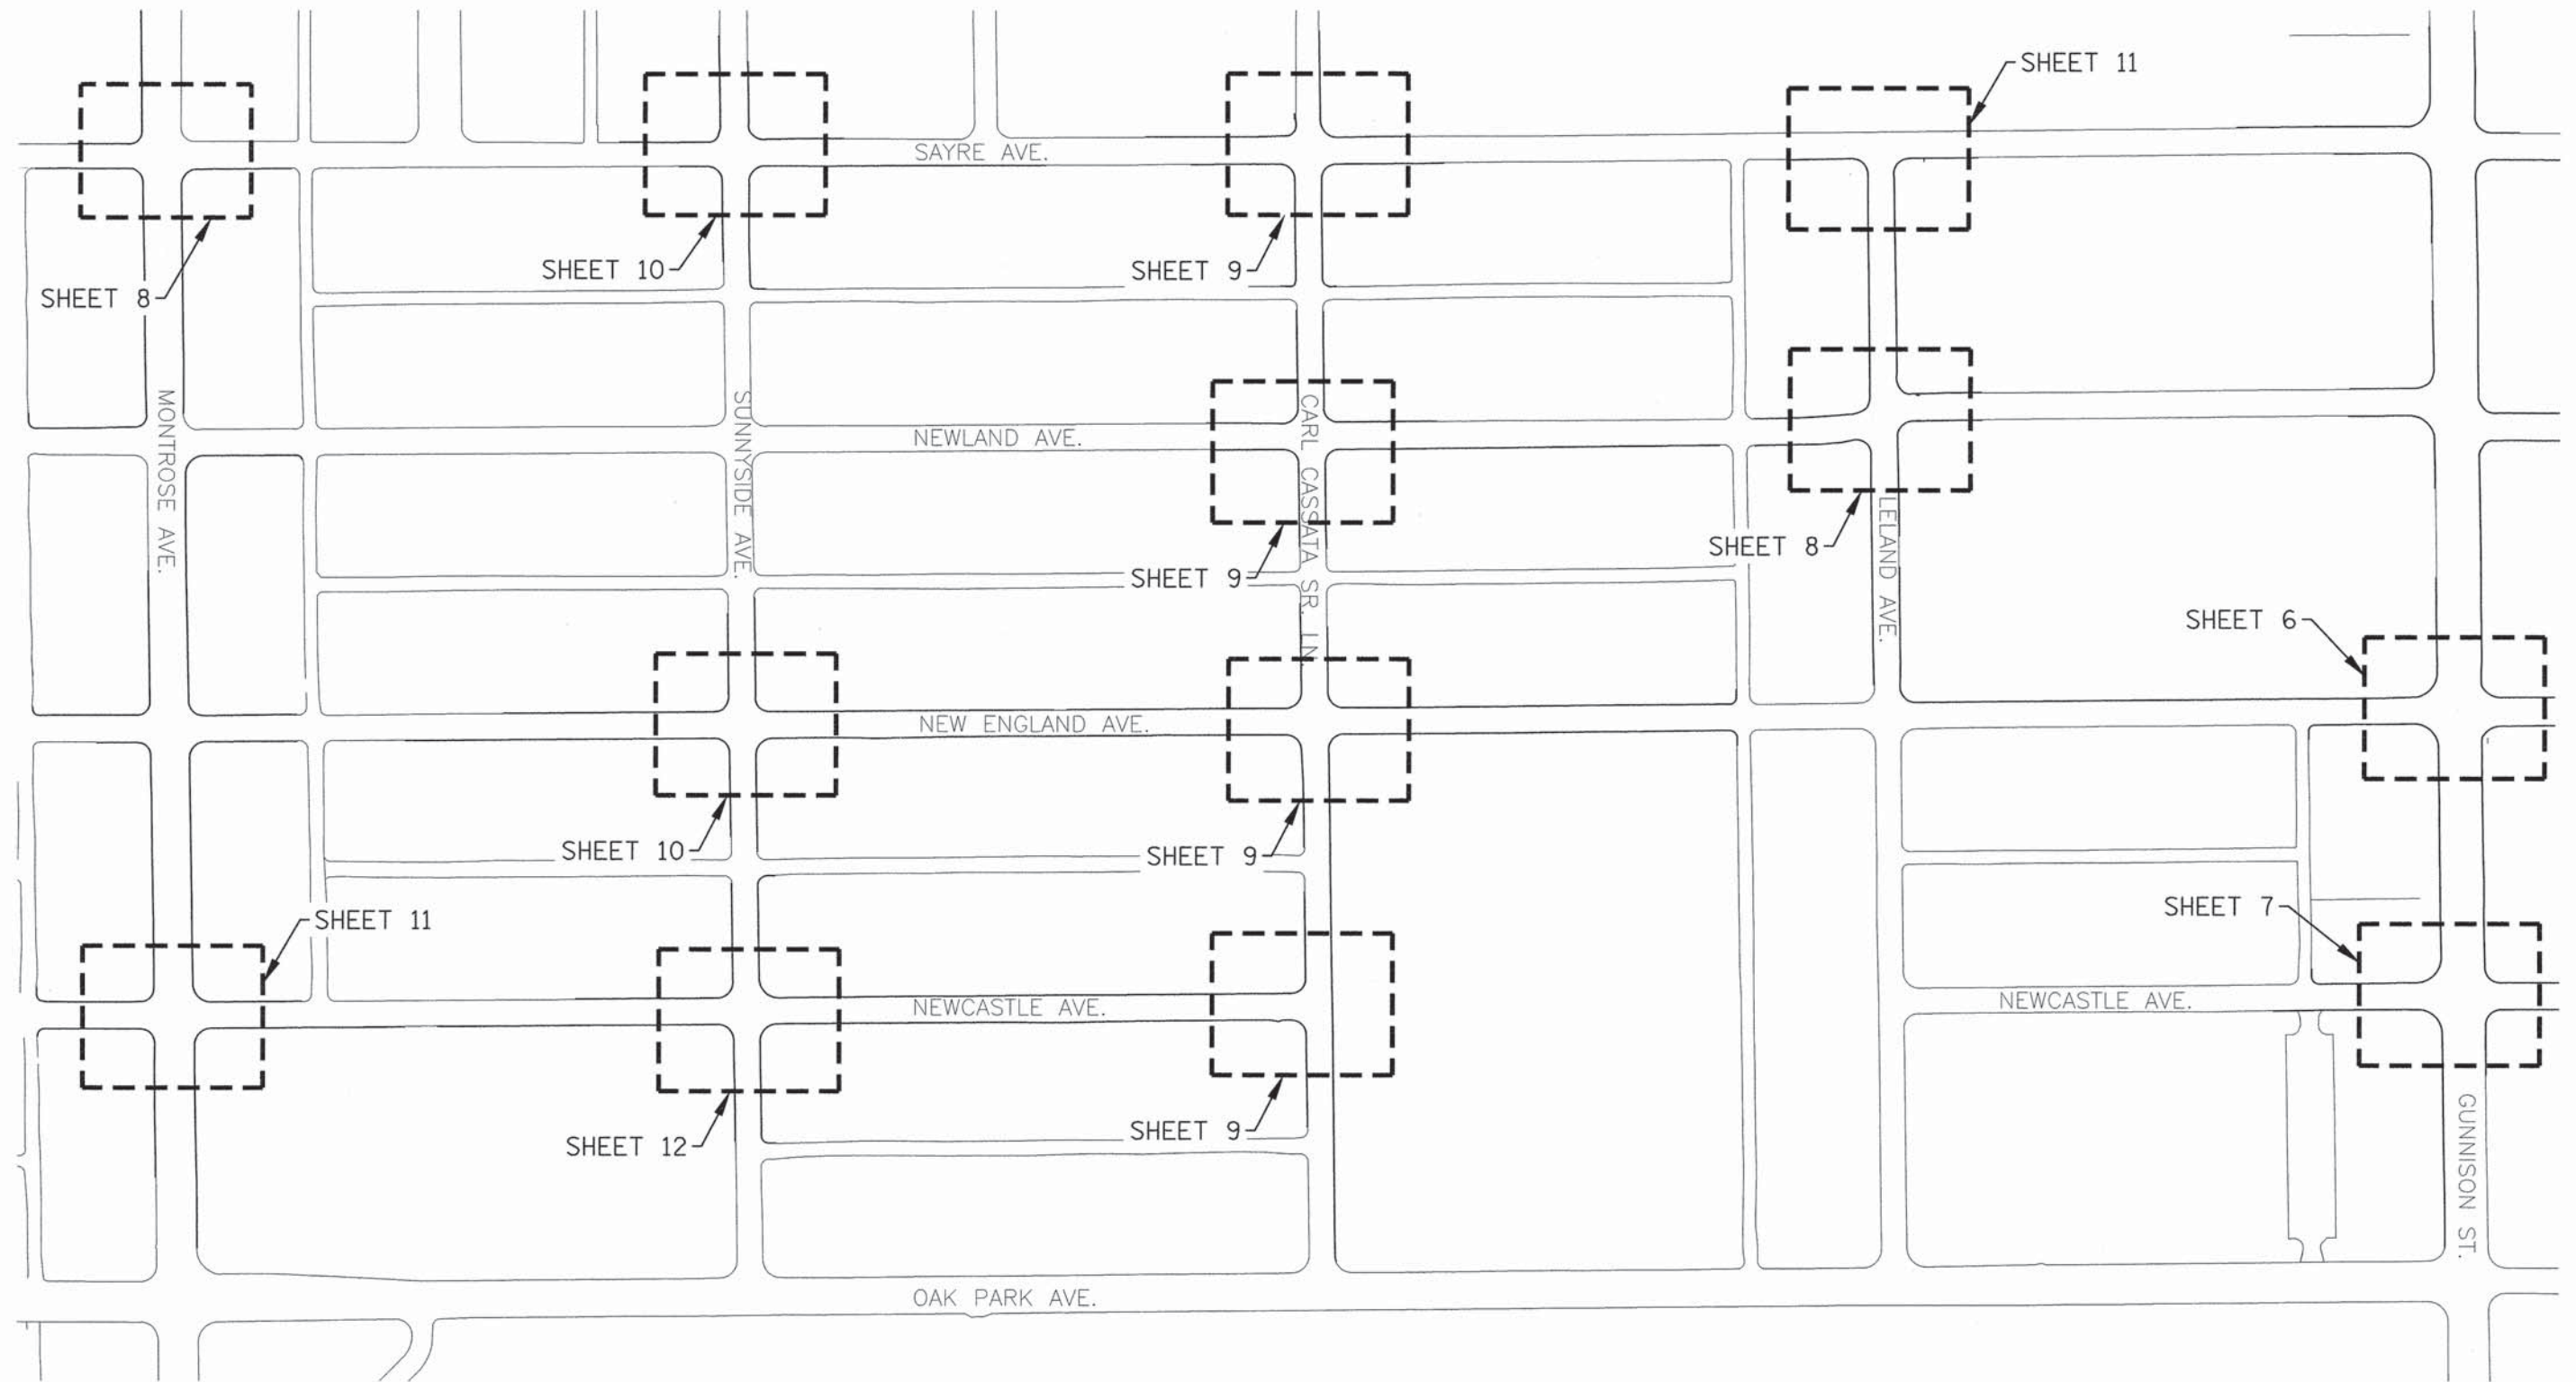 SHEET 11
SAYRE AVE.
SHEET 10
SHEET 9
SHEET 8
MONTROSE AVE.
SUNNYSIDE AVE.
CARL CASSATA SR. LN.
NEWLAND AVE.
LELAND AVE.
SHEET 8
SHEET 9
SHEET 6
NEW ENGLAND AVE.
SHEET 10
SHEET 9
SHEET 7
SHEET 11
NEWCASTLE AVE.
NEWCASTLE AVE.
SHEET 9
SHEET 12
GUNNISON ST.
OAK PARK AVE.